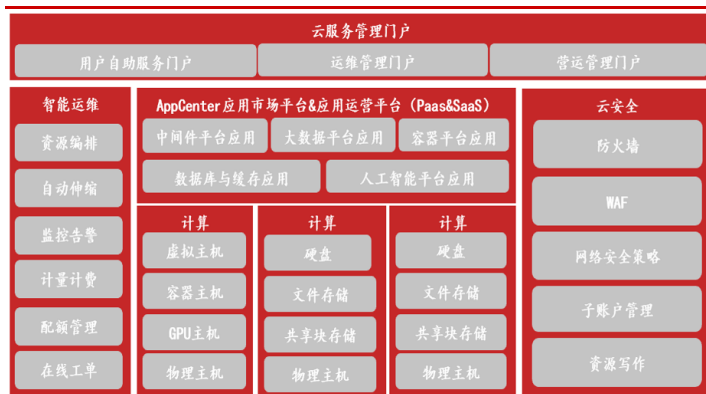 云服务管理门户
用户自助服务门户 运维管理门户 营运管理门户
智能运维
资源编排
自动伸缩
监控告警
计量计费
配额管理
在线工单
AppCenter应用市场平台&应用运营平台（Paas&SaaS）
中间件平台应用 大数据平台应用 容器平台应用
数据库与缓存应用 人工智能平台应用
计算
虚拟主机
容器主机
GPU主机
物理主机
计算
硬盘
文件存储
共享块存储
物理主机
计算
硬盘
文件存储
共享块存储
物理主机
云安全
防火墙
WAF
网络安全策略
子账户管理
资源写作